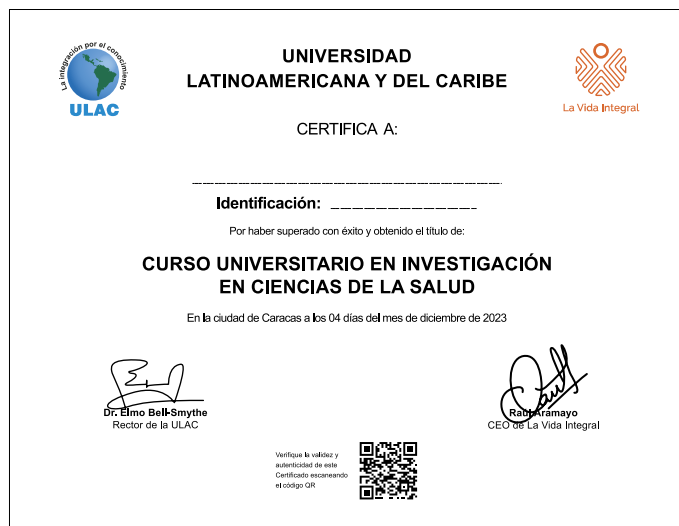 La integración por el conocimiento
ULAC
UNIVERSIDAD
LATINOAMERICANA Y DEL CARIBE
La Vida Integral
CERTIFICA A:
Identificación:
Por haber superado con éxito y obtenido el título de:
CURSO UNIVERSITARIO EN INVESTIGACIÓN
EN CIENCIAS DE LA SALUD
En la ciudad de Caracas a los 04 días del mes de diciembre de 2023
Dr. Elmo Bell-Smythe
Rector de la ULAC
Raúl Aramayo
CEO de La Vida Integral
Verifique la validez y
autenticidad de este
Certificado escaneando
el código QR